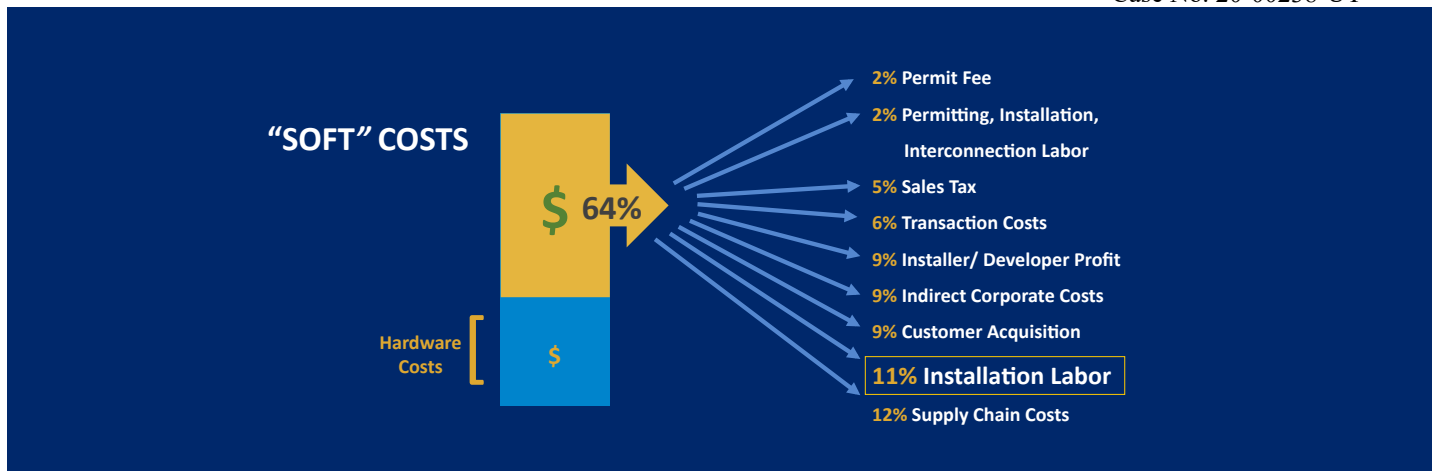 “SOFT” COSTS
$ 64%
Hardware
Costs
$
2% Permit Fee
2% Permitting, Installation,
Interconnection Labor
5% Sales Tax
6% Transaction Costs
9% Installer/ Developer Profit
9% Indirect Corporate Costs
9% Customer Acquisition
11% Installation Labor
12% Supply Chain Costs